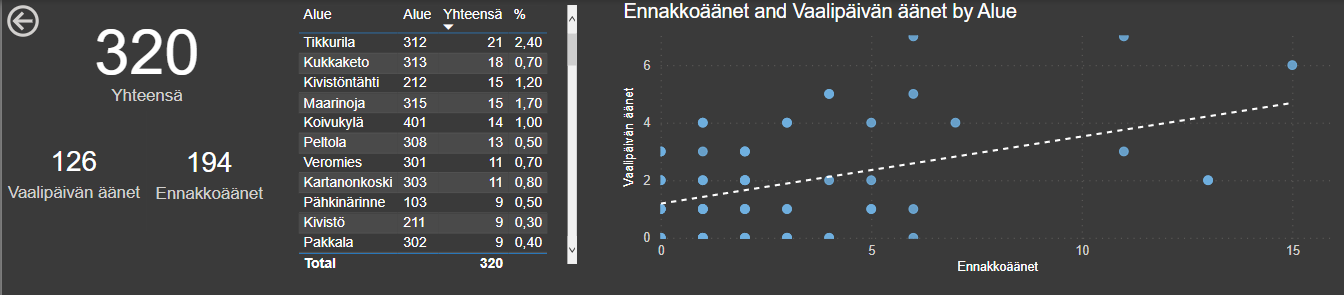 320
Yhteensä
126
Vaalipäivän äänet
194
Ennakkoäänet
Alue Alue Yhteensä %
Tikkurila 312 21 2,40
Kukkaketo 313 18 0,70
Kivistöntähti 212 15 1,20
Maarinoja 315 15 1,70
Koivukylä 401 14 1,00
Peltola 308 13 0,50
Veromies 301 11 0,70
Kartanonkoski 303 11 0,80
Pähkinärinne 103 9 0,50
Kivistö 211 9 0,30
Pakkala 302 9 0,40
Total 320
Ennakkoäänet and Vaalipäivän äänet by Alue
Vaalipäivän äänet
6
4
2
0
0 5 10 15
Ennakkoäänet